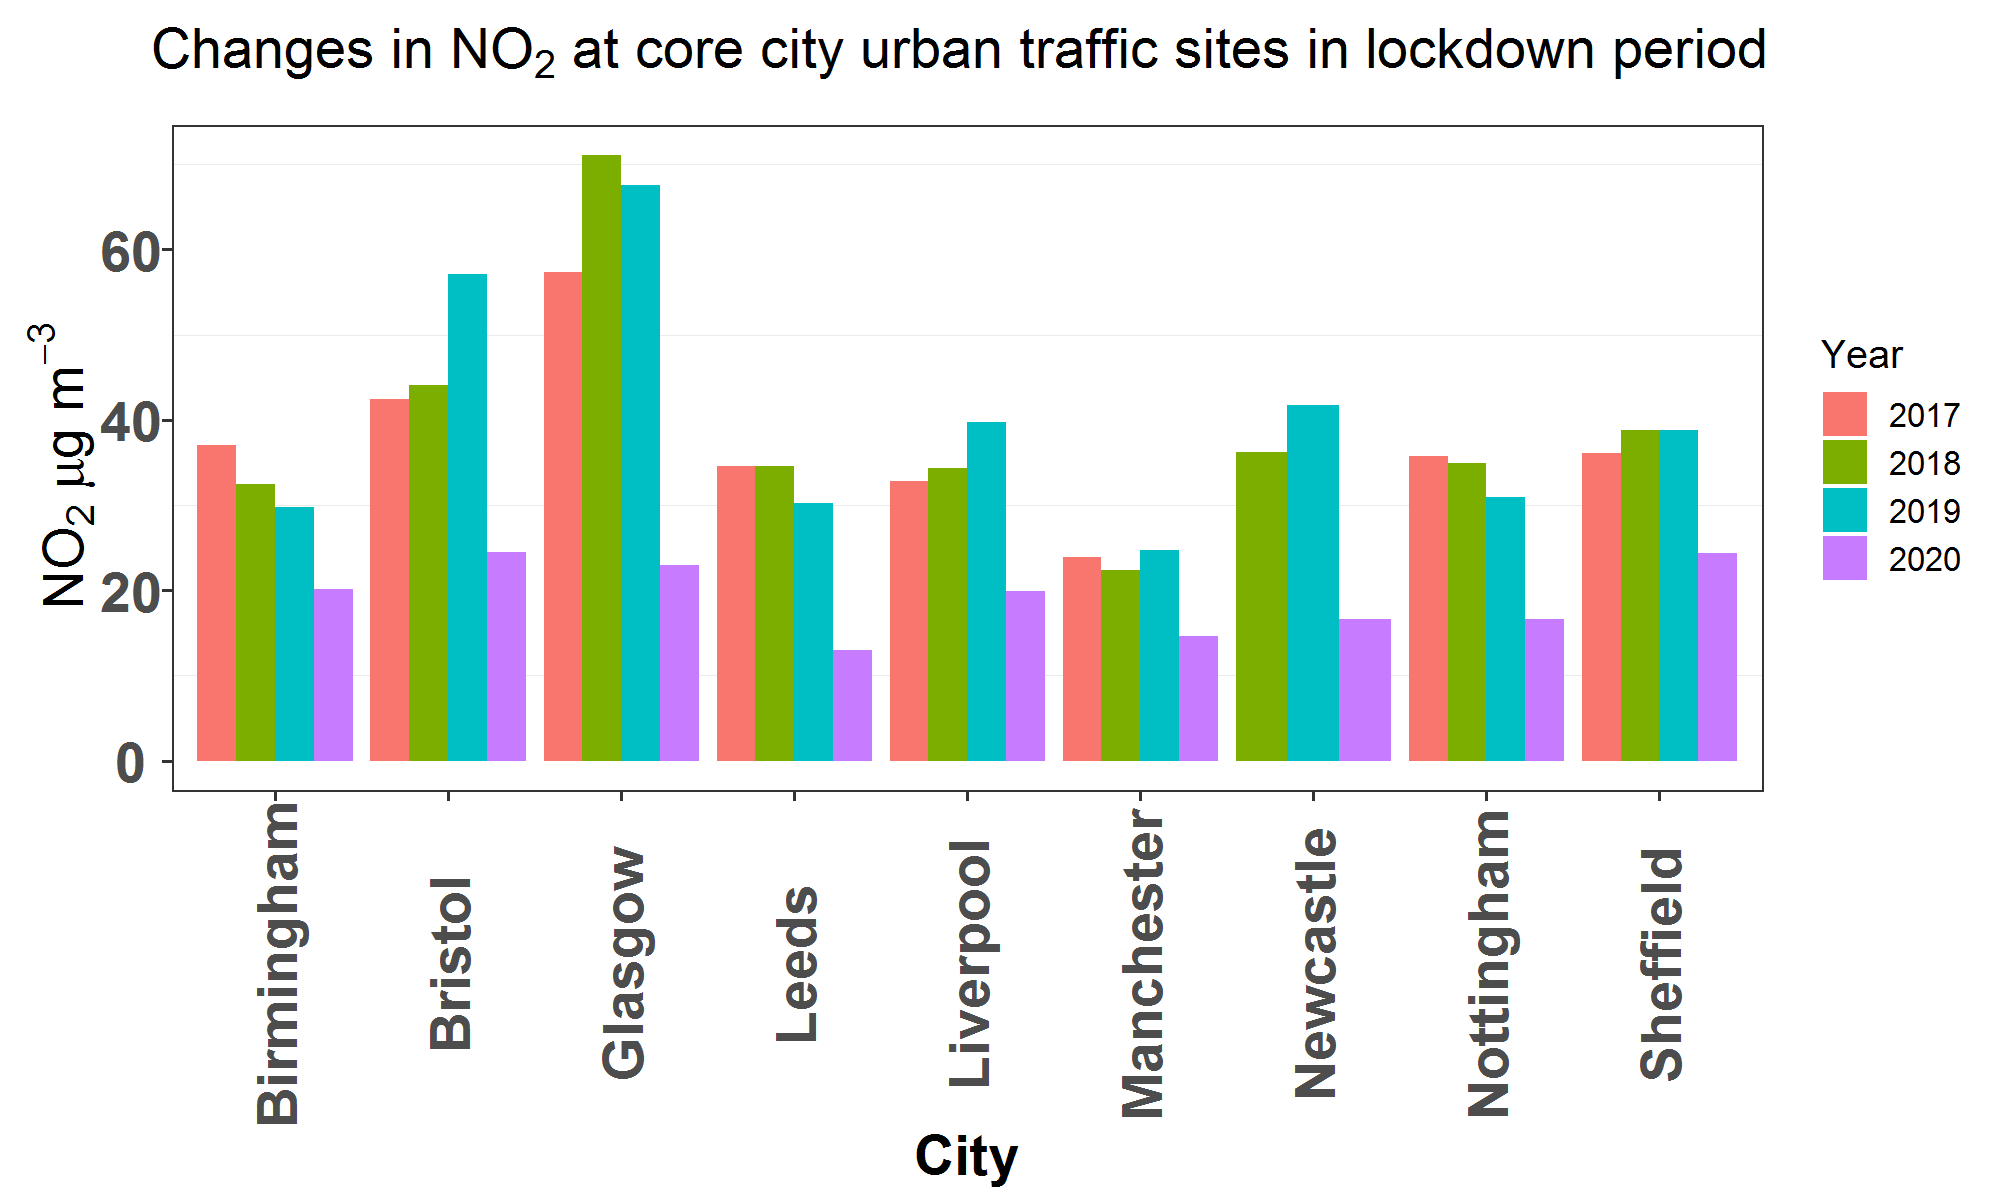 Changes in NO₂ at core city urban traffic sites in lockdown period
NO₂ µg m⁻³
60
40
20
0
Birmingham
Bristol
Glasgow
Leeds
Liverpool
Manchester
Newcastle
Nottingham
Sheffield
City
Year
2017
2018
2019
2020